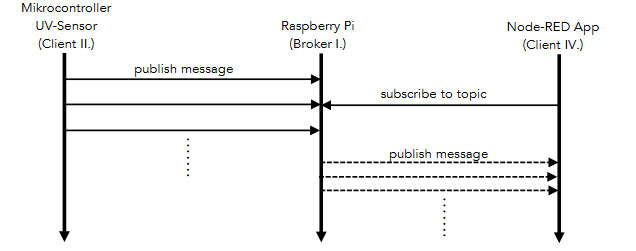 Mikrocontroller
UV-Sensor
(Client II.)
Raspberry Pi
(Broker I.)
Node-RED App
(Client IV.)
publish message
subscribe to topic
publish message